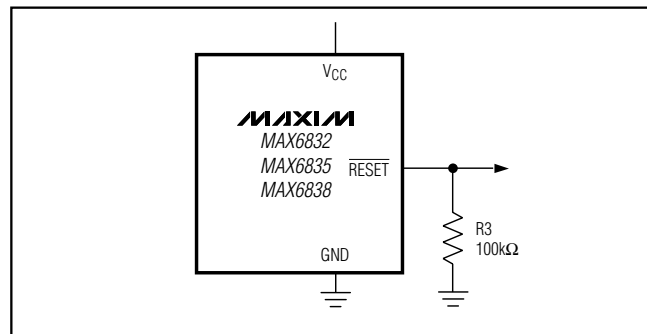 VCC
MAXIM
MAX6832
MAX6835
MAX6838
RESET
GND
R3
100kΩ